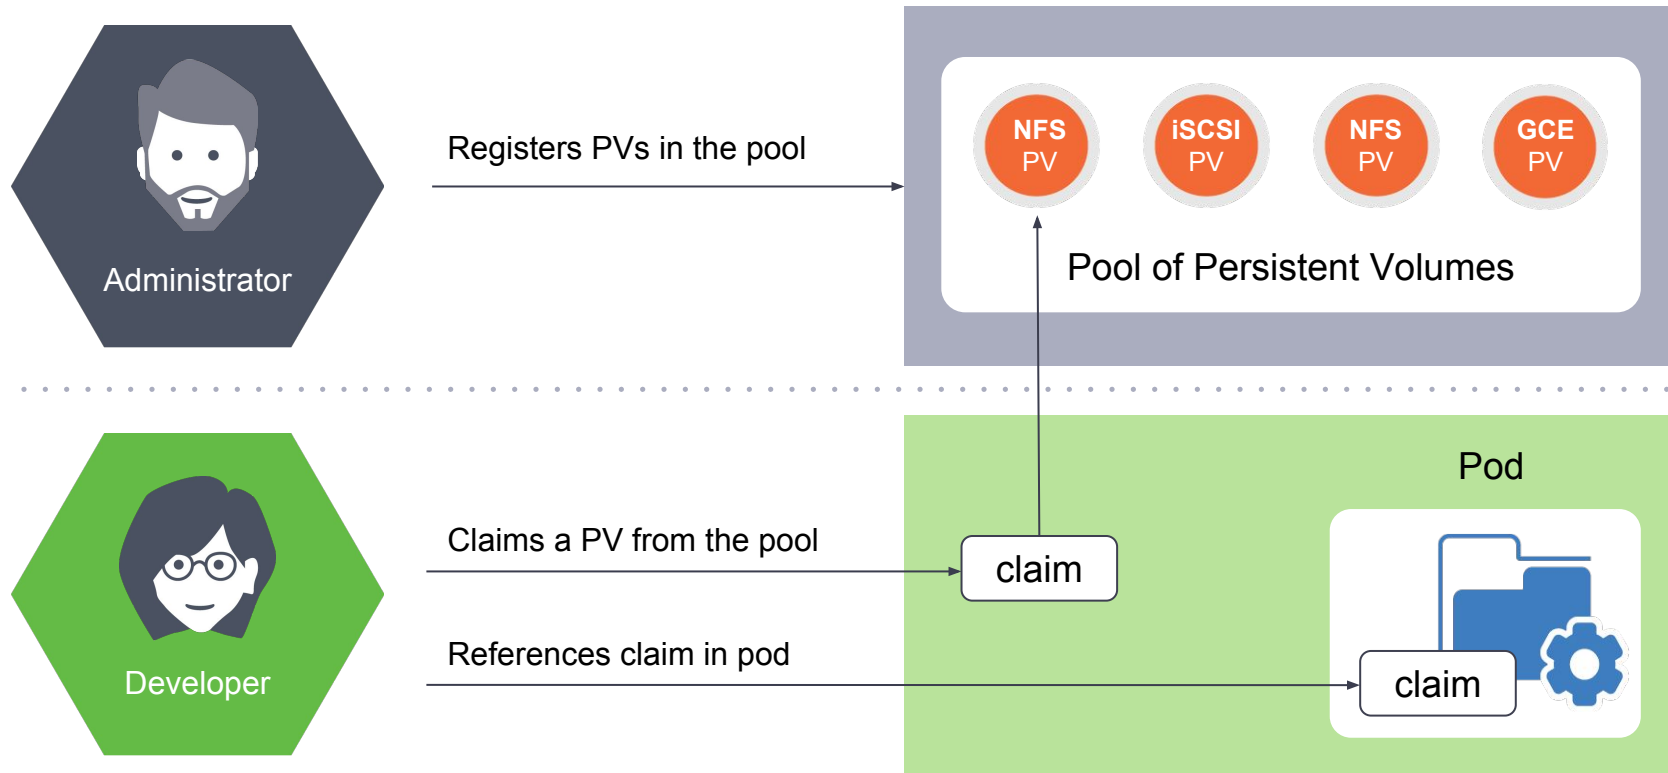 Administrator
Registers PVs in the pool
NFS
PV
iSCSI
PV
NFS
PV
GCE
PV
Pool of Persistent Volumes
Developer
Claims a PV from the pool
claim
References claim in pod
Pod
claim